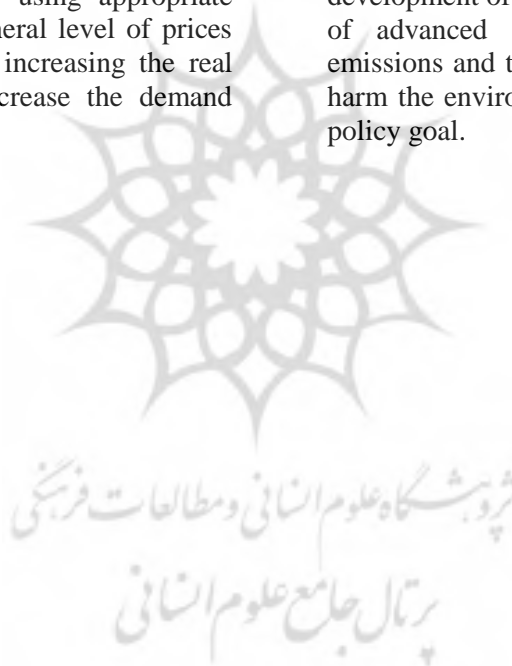 using appropriate
neral level of prices
increasing the real
crease the demand
development of
of advanced
emissions and t
harm the enviro
policy goal.
پژوهشگاه علوم انسانی و مطالعات فرهنگی
پرتال جامع علوم انسانی